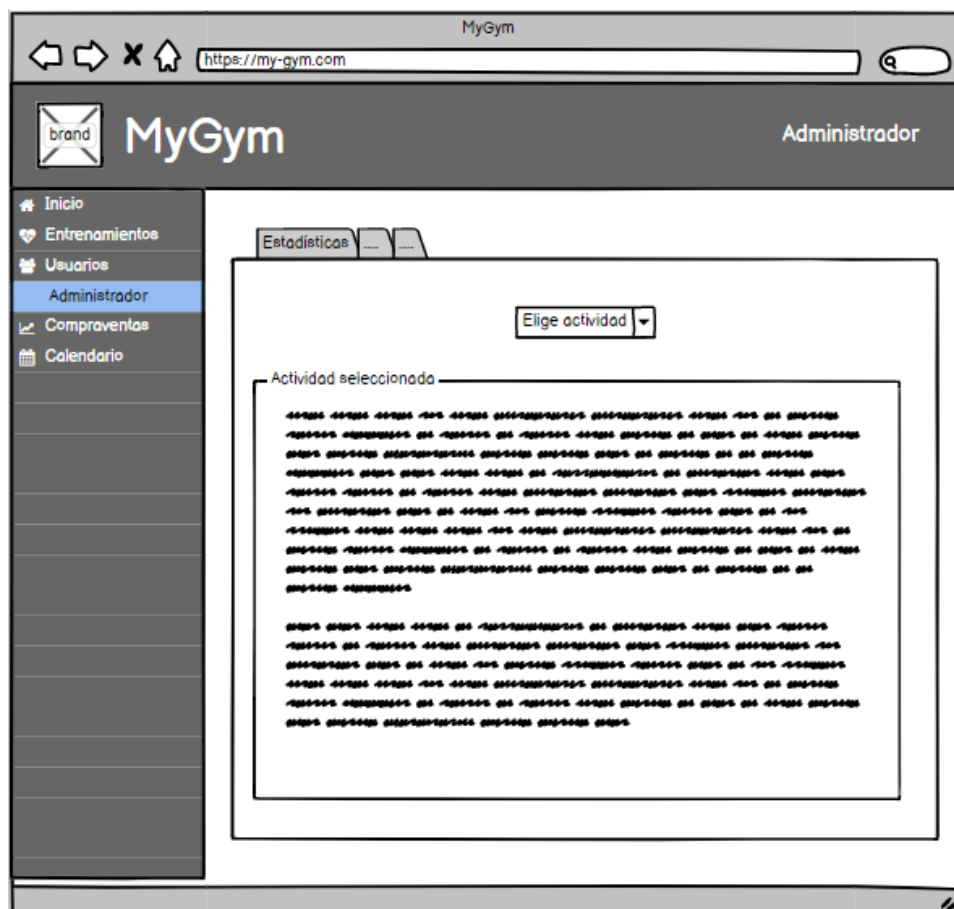 MyGym
https://my-gym.com
brand
MyGym
Administrador
Inicio
Entrenamientos
Usuarios
Administrador
Compraventas
Calendario
Estadísticas
.....
.....
Elige actividad
Actividad seleccionada